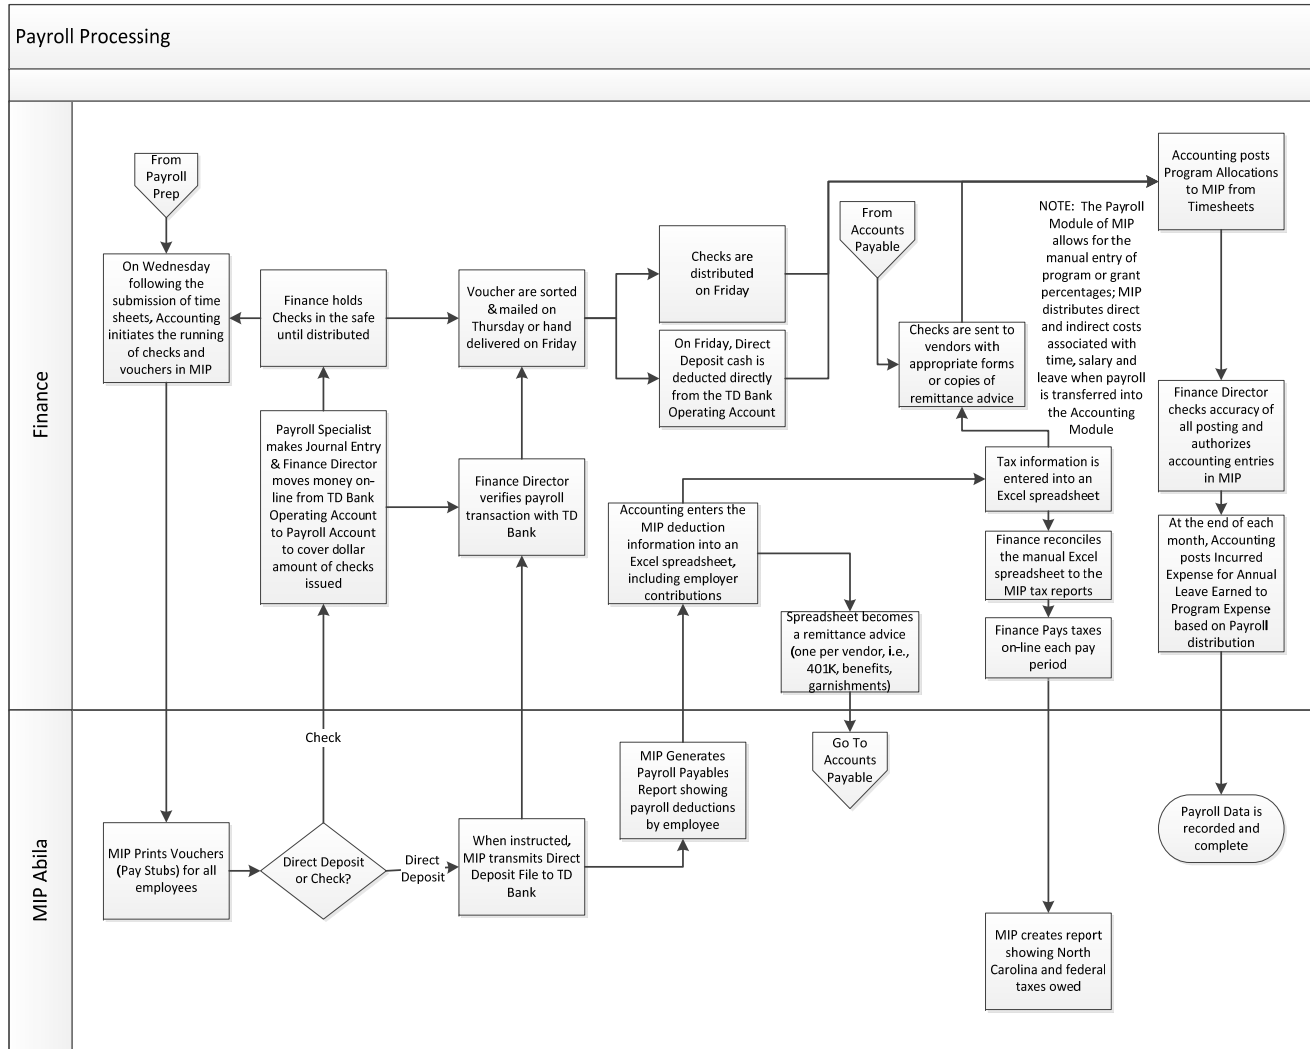 Payroll Processing
Finance
From
Payroll
Prep
On Wednesday
following the
submission of time
sheets, Accounting
initiates the running
of checks and
vouchers in MIP
Finance holds
Checks in the safe
until distributed
Payroll Specialist
makes Journal Entry
& Finance Director
moves money on-
line from TD Bank
Operating Account
to Payroll Account
to cover dollar
amount of checks
issued
Voucher are sorted
& mailed on
Thursday or hand
delivered on Friday
Finance Director
verifies payroll
transaction with TD
Bank
Checks are
distributed
on Friday
On Friday, Direct
Deposit cash is
deducted directly
from the TD Bank
Operating Account
Accounting enters the
MIP deduction
information into an
Excel spreadsheet,
including employer
contributions
Spreadsheet becomes
a remittance advice
(one per vendor, i.e.,
401K, benefits,
garnishments)
From
Accounts
Payable
Checks are sent to
vendors with
appropriate forms
or copies of
remittance advice
NOTE: The Payroll
Module of MIP
allows for the
manual entry of
program or grant
percentages; MIP
distributes direct
and indirect costs
associated with
time, salary and
leave when payroll
is transferred into
the Accounting
Module
Tax information is
entered into an
Excel spreadsheet
Finance reconciles
the manual Excel
spreadsheet to the
MIP tax reports
Finance Pays taxes
on-line each pay
period
Accounting posts
Program Allocations
to MIP from
Timesheets
Finance Director
checks accuracy of
all posting and
authorizes
accounting entries
in MIP
At the end of each
month, Accounting
posts Incurred
Expense for Annual
Leave Earned to
Program Expense
based on Payroll
distribution
MIP Abila
MIP Prints Vouchers
(Pay Stubs) for all
employees
Check
Direct Deposit
or Check?
Direct
Deposit
When instructed,
MIP transmits Direct
Deposit File to TD
Bank
MIP Generates
Payroll Payables
Report showing
payroll deductions
by employee
Go To
Accounts
Payable
MIP creates report
showing North
Carolina and federal
taxes owed
Payroll Data is
recorded and
complete